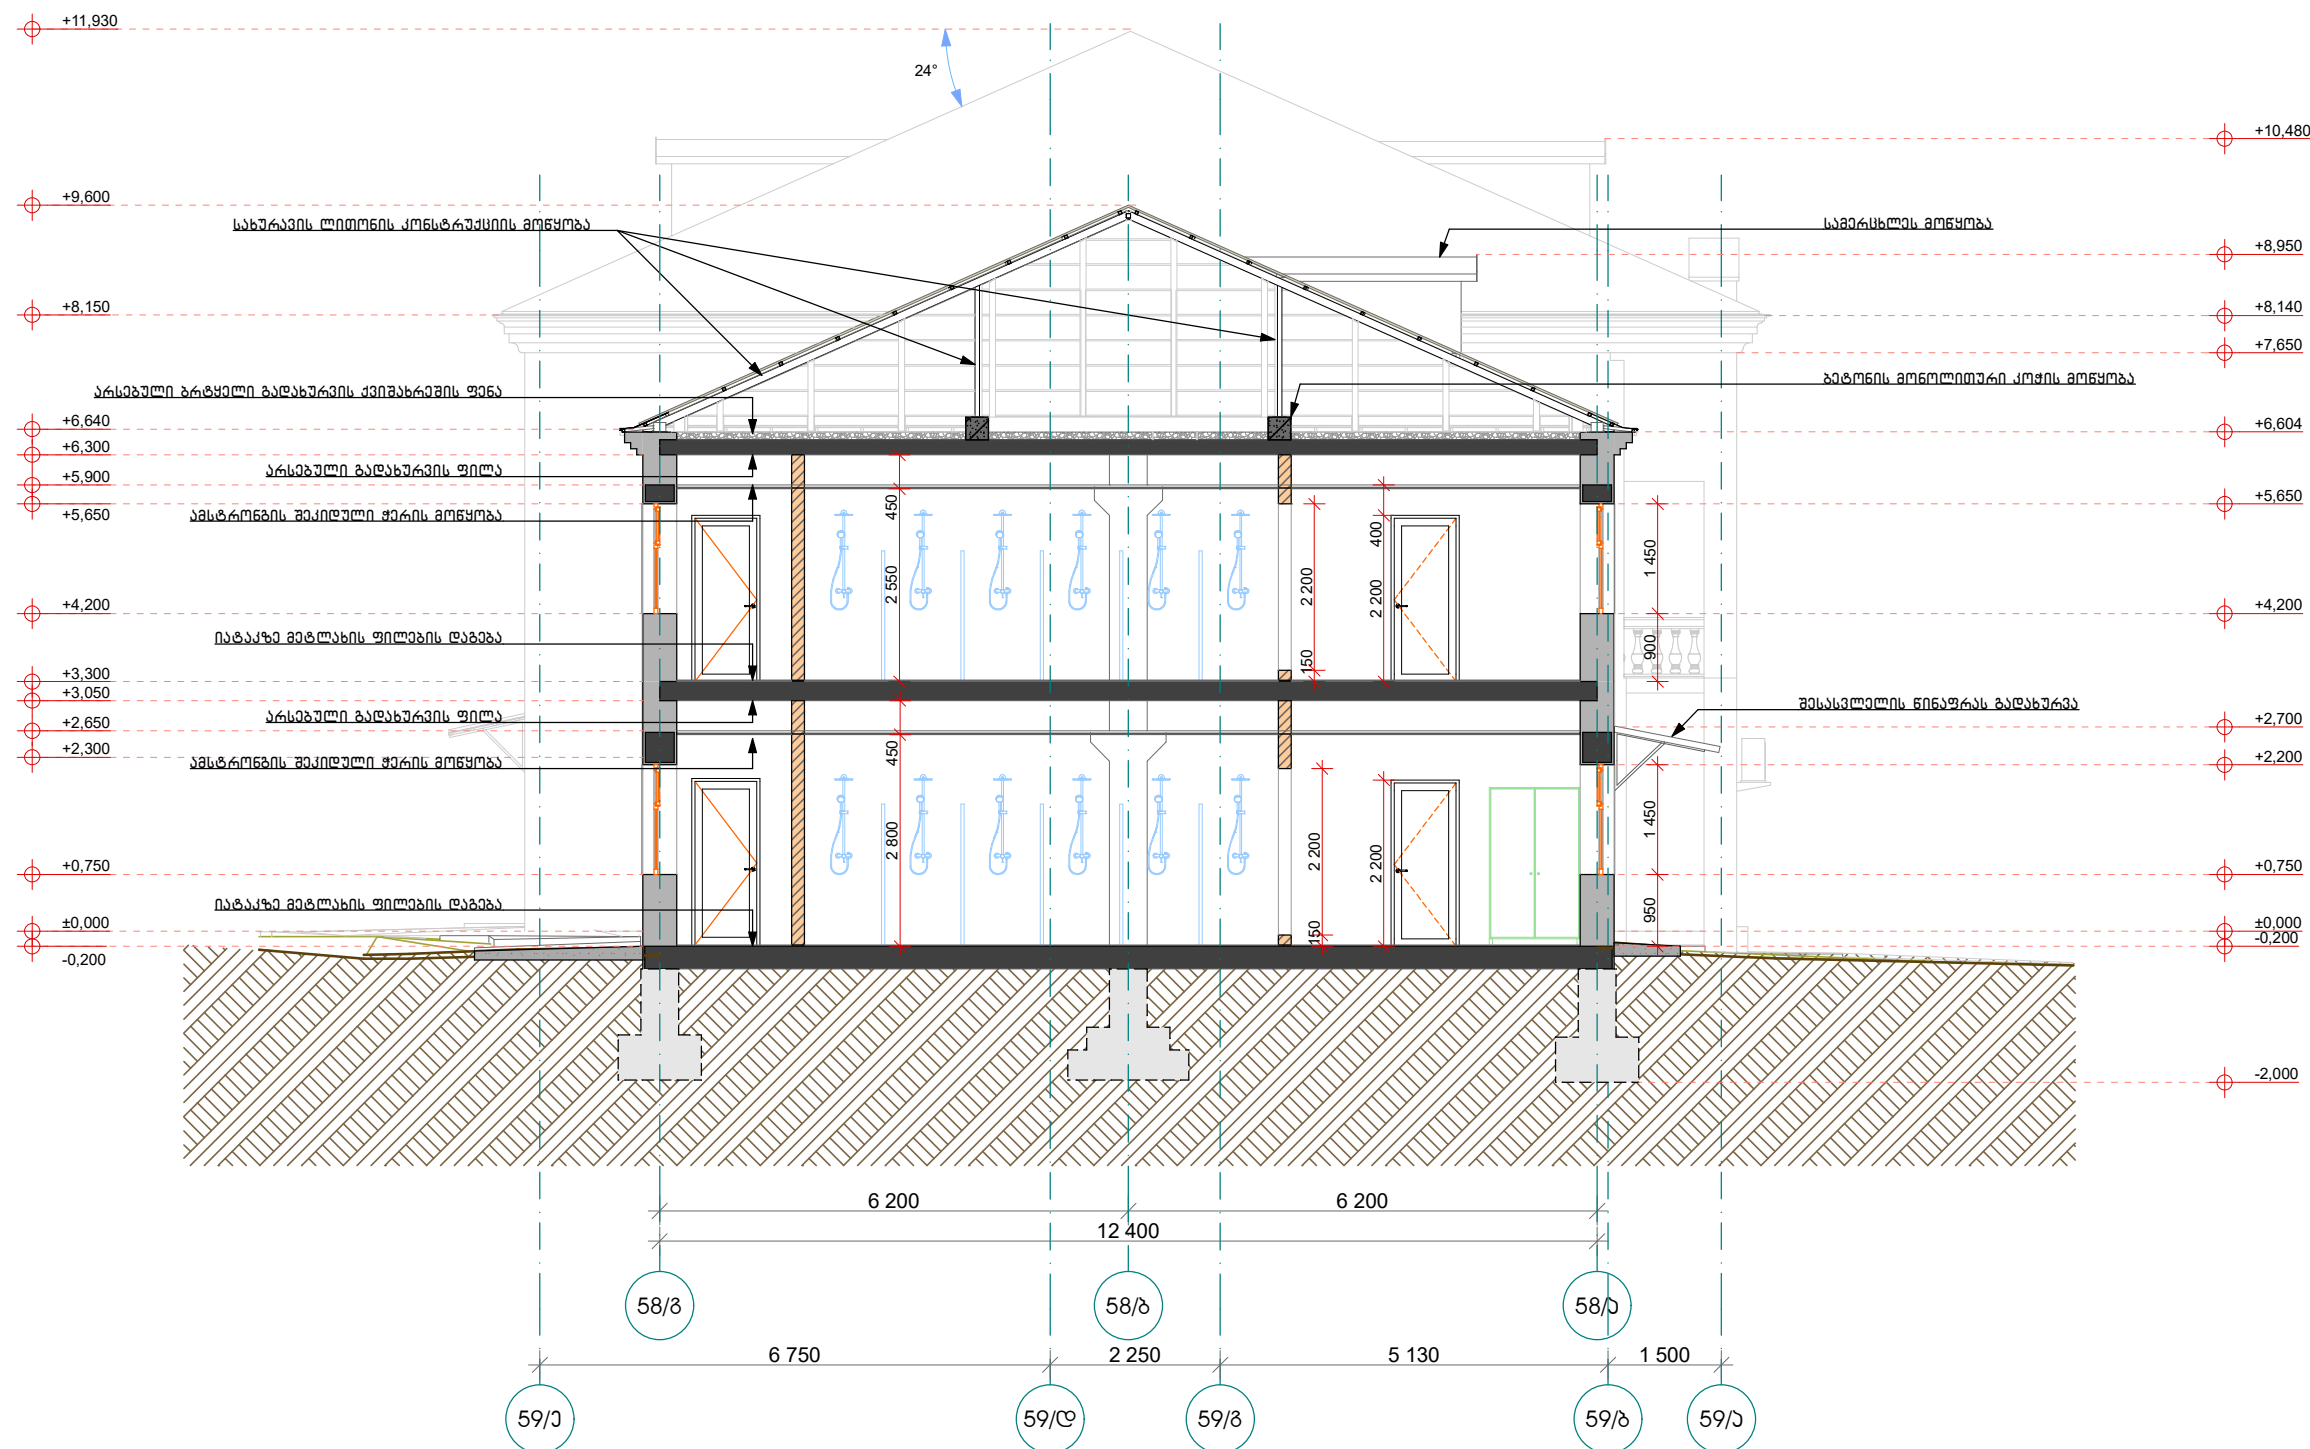 +11,930
24°
+10,480
+9,600
სახურავის ლითონის კონსტრუქციის მოწყობა
სამერცხლეს მოწყობა
+8,950
+8,150
+8,140
+7,650
არსებული ბრტყელი გადახურვის ქვიშახრეშის ფენა
ბეტონის მონოლითური კოჭის მოწყობა
+6,640
+6,604
+6,300
არსებული გადახურვის ფილა
+5,900
+5,650
ამსტრონგის შეკიდული ჭერის მოწყობა
+5,650
450
400
1 450
2 550
2 200
2 200
+4,200
+4,200
იატაკზე მეტლახის ფილების დაგება
900
150
+3,300
+3,050
არსებული გადახურვის ფილა
შესასვლელის წინაფრას გადახურვა
+2,650
+2,700
+2,300
450
ამსტრონგის შეკიდული ჭერის მოწყობა
+2,200
1 450
2 800
2 200
2 200
+0,750
+0,750
იატაკზე მეტლახის ფილების დაგება
950
150
±0,000
±0,000
-0,200
-0,200
-2,000
6 200
6 200
12 400
58/გ
58/ბ
58/ა
6 750
2 250
5 130
1 500
59/ე
59/დ
59/გ
59/ბ
59/ა